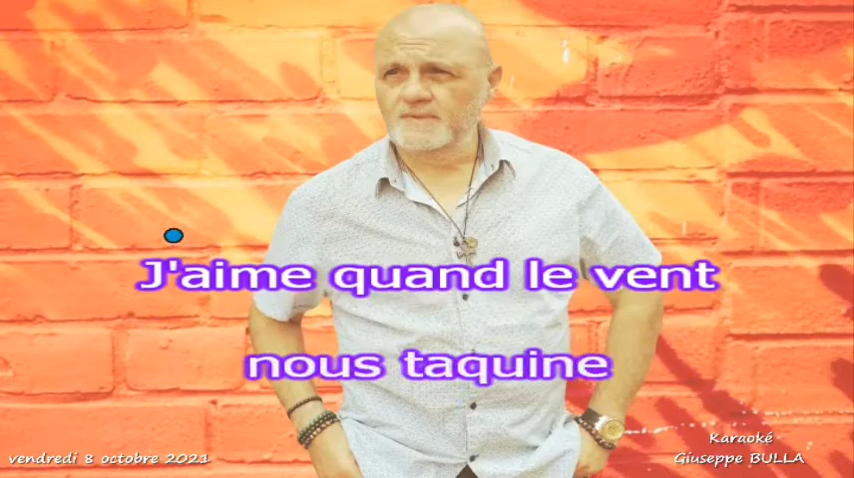 J'aime quand le vent
nous taquine
vendredi 8 octobre 2021
Karaoké
Giuseppe BULLA